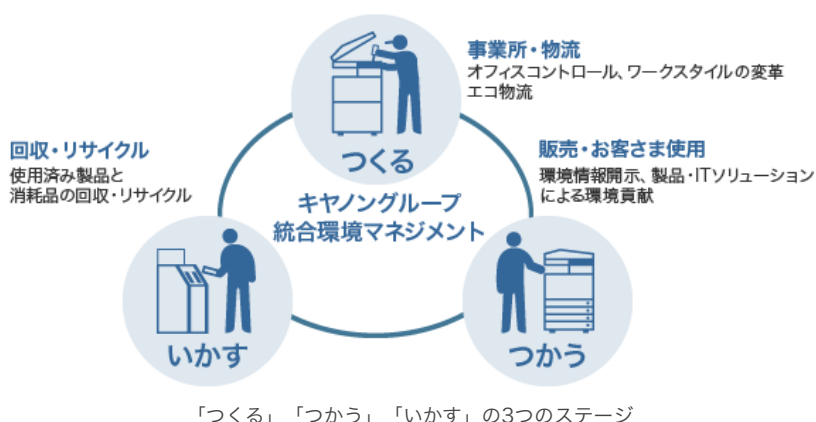 事業所・物流
オフィスコントロール、ワークスタイルの変革
エコ物流
つくる
回収・リサイクル
使用済み製品と
消耗品の回収・リサイクル
販売・お客さま使用
環境情報開示、製品・ITソリューション
による環境貢献
キヤノングループ
統合環境マネジメント
いかす
つかう
「つくる」「つかう」「いかす」の3つのステージ